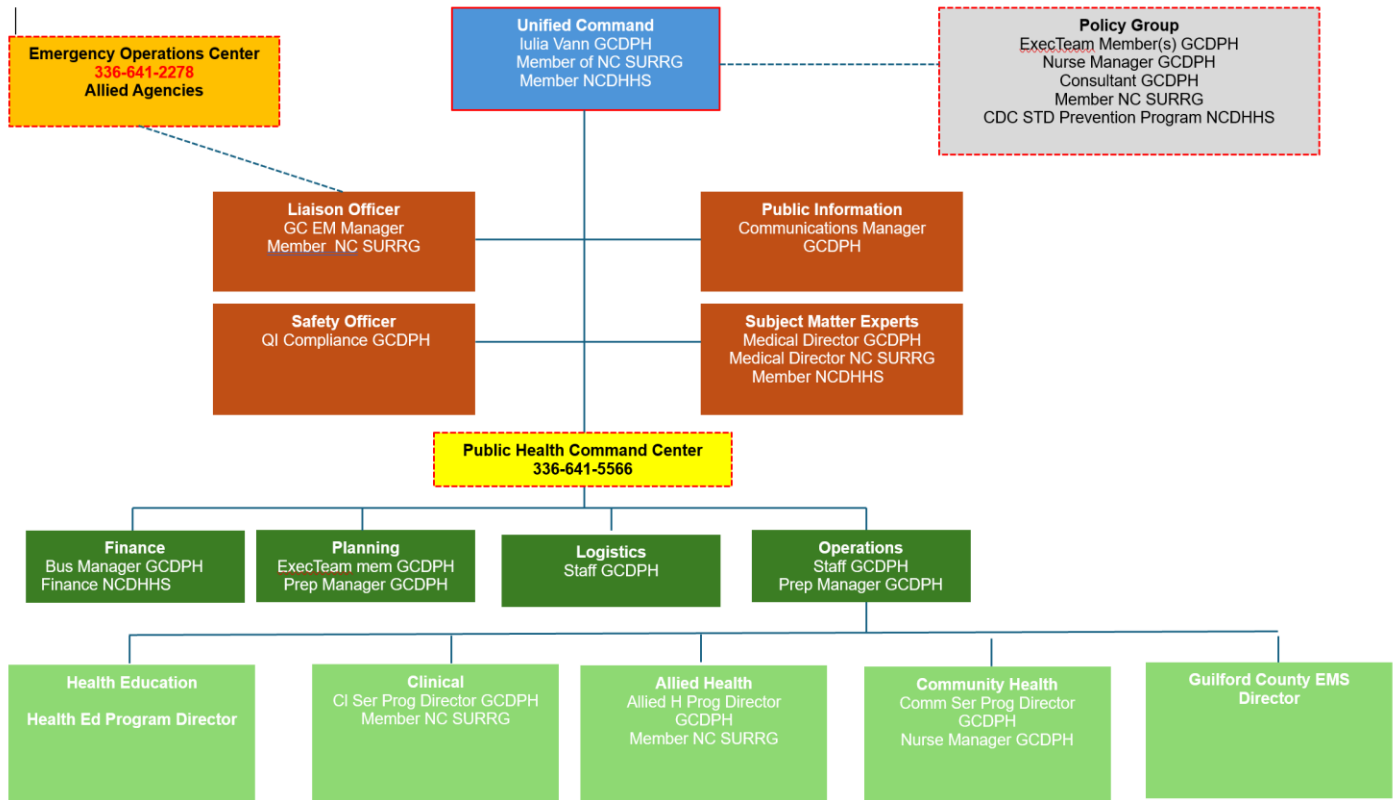 Emergency Operations Center
336-641-2278
Allied Agencies
Unified Command
Iulia Vann GCDPH
Member of NC SURRG
Member NCDHHS
Policy Group
ExecTeam Member(s) GCDPH
Nurse Manager GCDPH
Consultant GCDPH
Member NC SURRG
CDC STD Prevention Program NCDHHS
Liaison Officer
GC EM Manager
Member  NC SURRG
Public Information
Communications Manager
GCDPH
Safety Officer
QI Compliance GCDPH
Subject Matter Experts
Medical Director GCDPH
Medical Director NC SURRG
Member NCDHHS
Public Health Command Center
336-641-5566
Finance
Bus Manager GCDPH
Finance NCDHHS
Planning
ExecTeam mem GCDPH
Prep Manager GCDPH
Logistics
Staff GCDPH
Operations
Staff GCDPH
Prep Manager GCDPH
Health Education
Health Ed Program Director
Clinical
Cl Ser Prog Director GCDPH
Member NC SURRG
Allied Health
Allied H Prog Director
GCDPH
Member NC SURRG
Community Health
Comm Ser Prog Director
GCDPH
Nurse Manager GCDPH
Guilford County EMS
Director